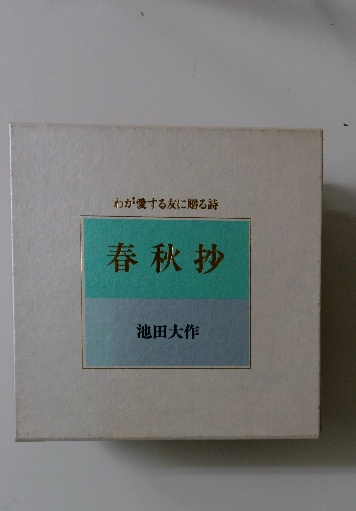 わが愛する友に贈る詩
春秋抄
池田大作